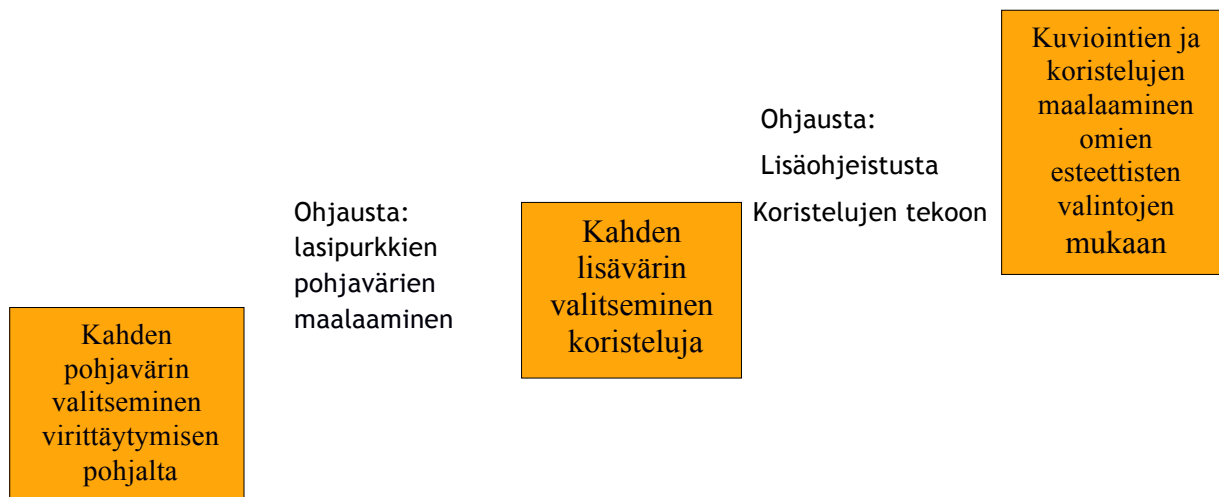 Kahden
pohjavärin
valitseminen
virittäytymisen
pohjalta
Ohjausta:
lasipurkkien
pohjavärien
maalaaminen
Kahden
lisävärin
valitseminen
koristeluja
Ohjausta:
Lisäohjeistusta
Koristelujen tekoon
Kuviointien ja
koristelujen
maalaaminen
omien
esteettisten
valintojen
mukaan